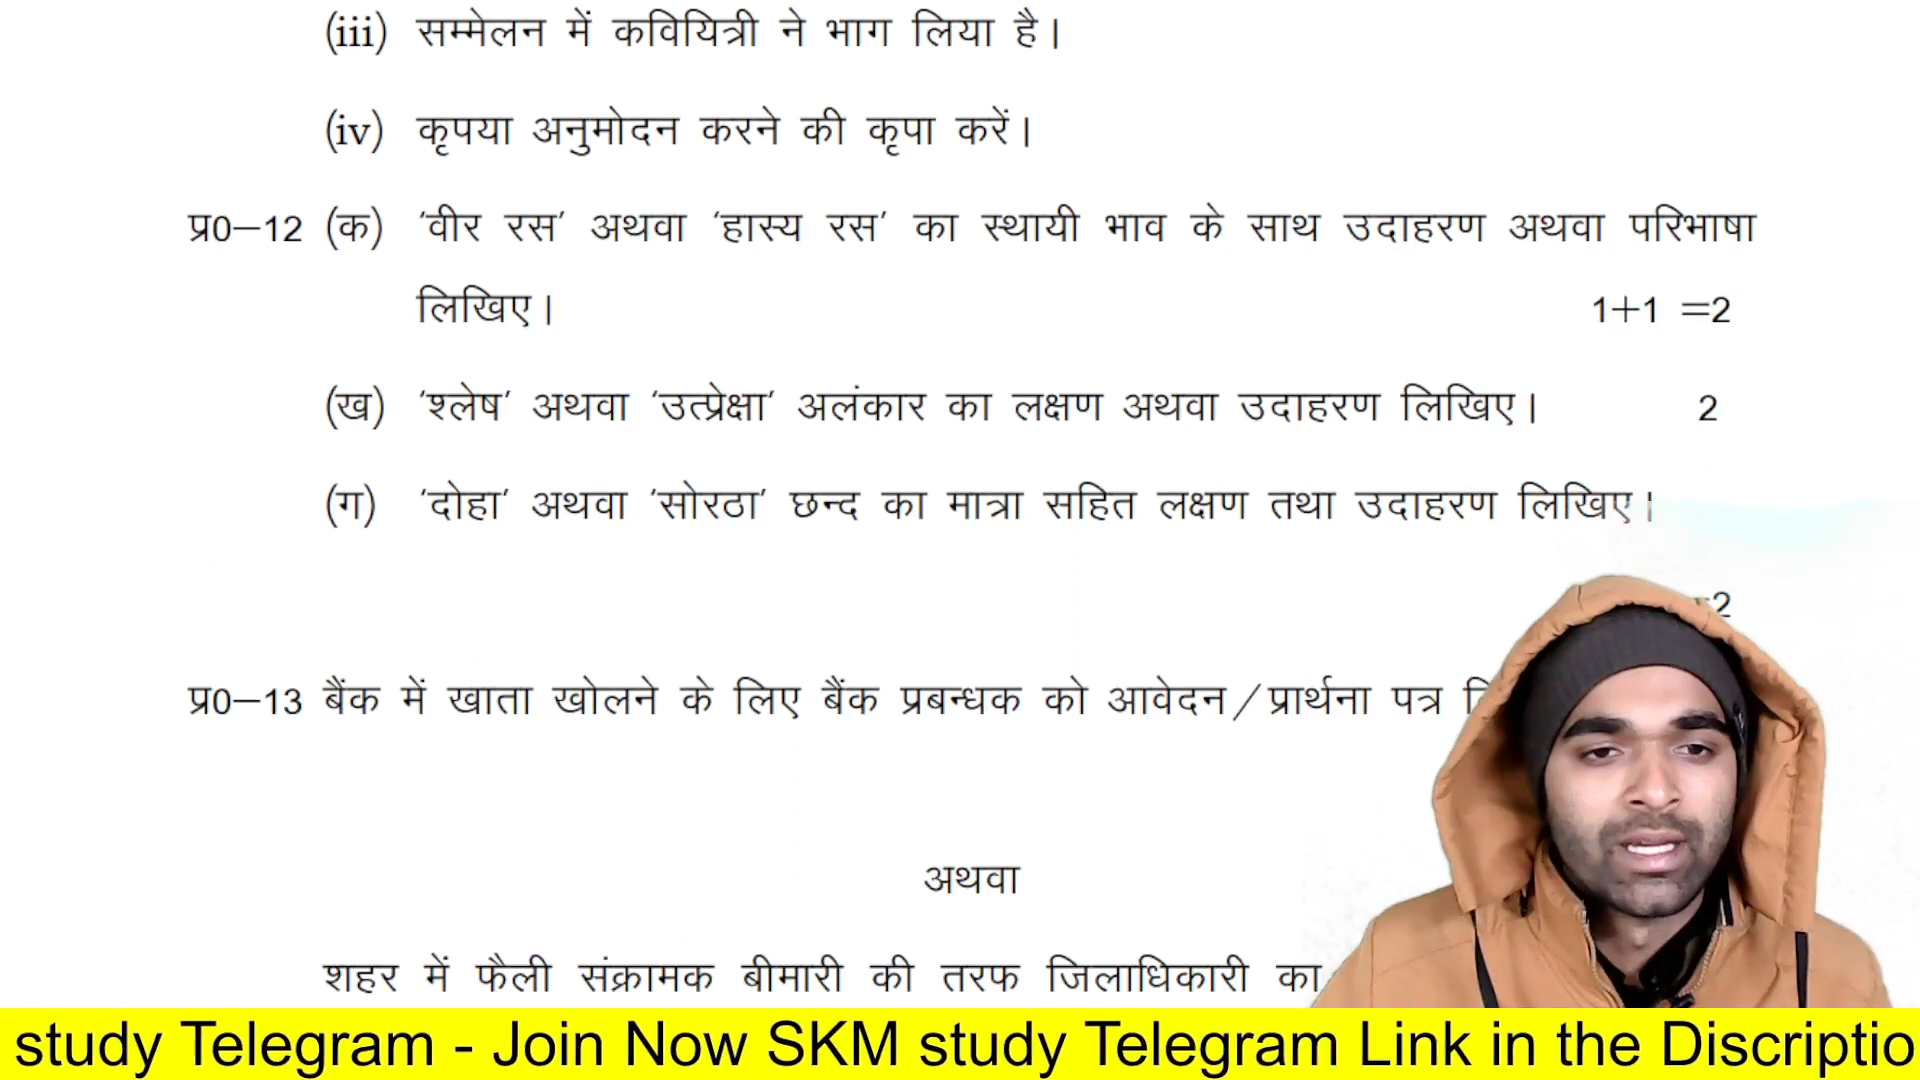 (iii) सम्मेलन में कवियित्री ने भाग लिया है।
(iv) कृपया अनुमोदन करने की कृपा करें।
प्र0–12 (क) 'वीर रस' अथवा 'हास्य रस' का स्थायी भाव के साथ उदाहरण अथवा परिभाषा
लिखिए। 1+1 =2
(ख) 'श्लेष' अथवा 'उत्प्रेक्षा' अलंकार का लक्षण अथवा उदाहरण लिखिए। 2
(ग) 'दोहा' अथवा 'सोरठा' छन्द का मात्रा सहित लक्षण तथा उदाहरण लिखिए।
2
प्र0–13 बैंक में खाता खोलने के लिए बैंक प्रबन्धक को आवेदन/प्रार्थना पत्र
अथवा
शहर में फैली संक्रामक बीमारी की तरफ जिलाधिकारी का
study Telegram - Join Now SKM study Telegram Link in the Discriptio